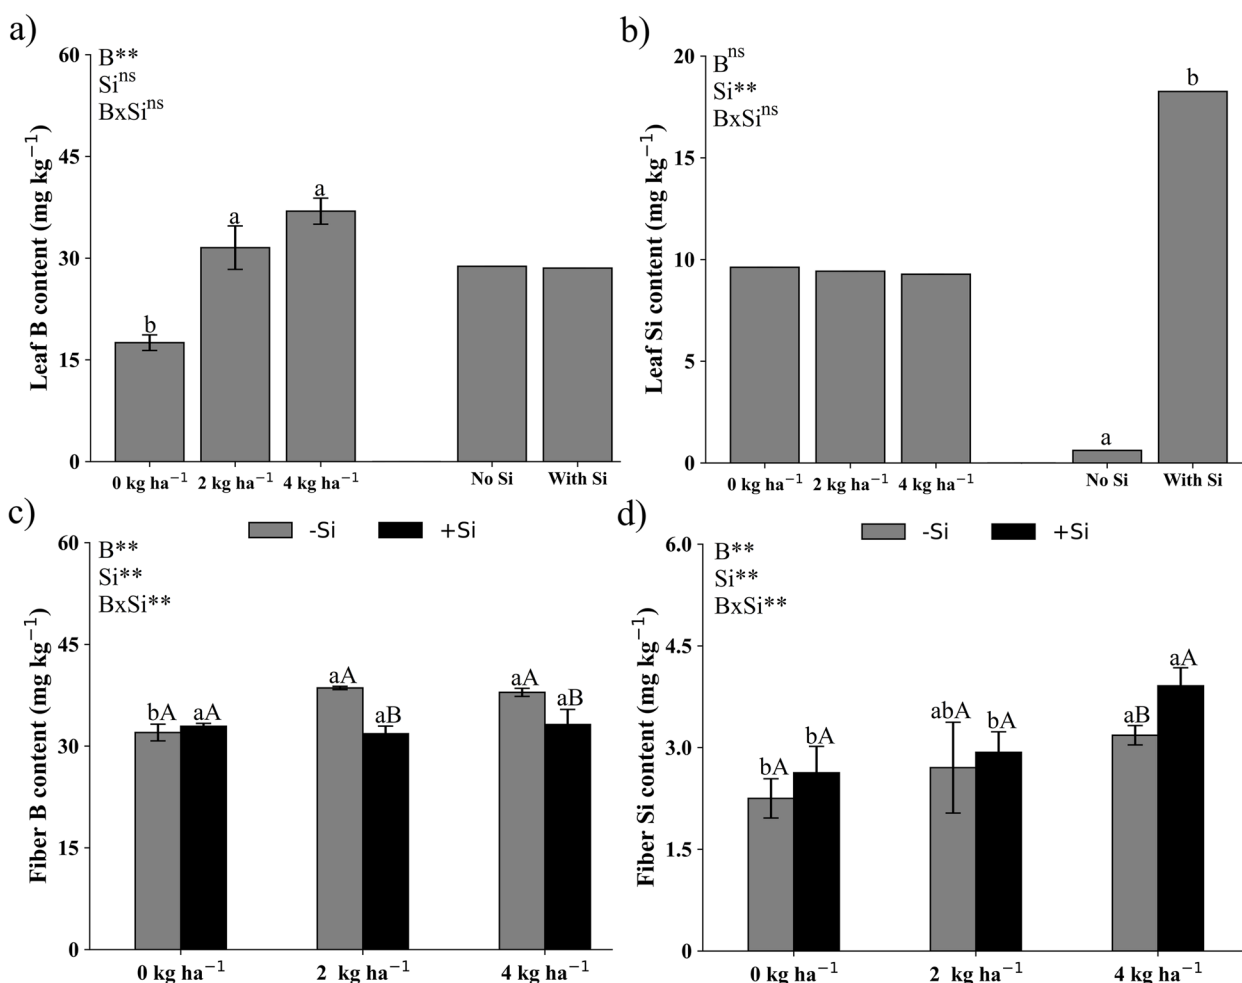 a)
B**
Si^ns
BxSi^ns
Leaf B content (mg kg⁻¹)
60
45
30
15
0
b
a
a
0 kg ha⁻¹
2 kg ha⁻¹
4 kg ha⁻¹
No Si
With Si
b)
B^ns
Si**
BxSi^ns
Leaf Si content (mg kg⁻¹)
20
15
10
5
0
a
b
0 kg ha⁻¹
2 kg ha⁻¹
4 kg ha⁻¹
No Si
With Si
c)
-Si
+Si
B**
Si**
BxSi**
Fiber B content (mg kg⁻¹)
60
45
30
15
0
bA
aA
aA
aB
aA
aB
0 kg ha⁻¹
2 kg ha⁻¹
4 kg ha⁻¹
d)
-Si
+Si
B**
Si**
BxSi**
Fiber Si content (mg kg⁻¹)
6.0
4.5
3.0
1.5
0
bA
bA
abA
bA
aB
aA
0 kg ha⁻¹
2 kg ha⁻¹
4 kg ha⁻¹